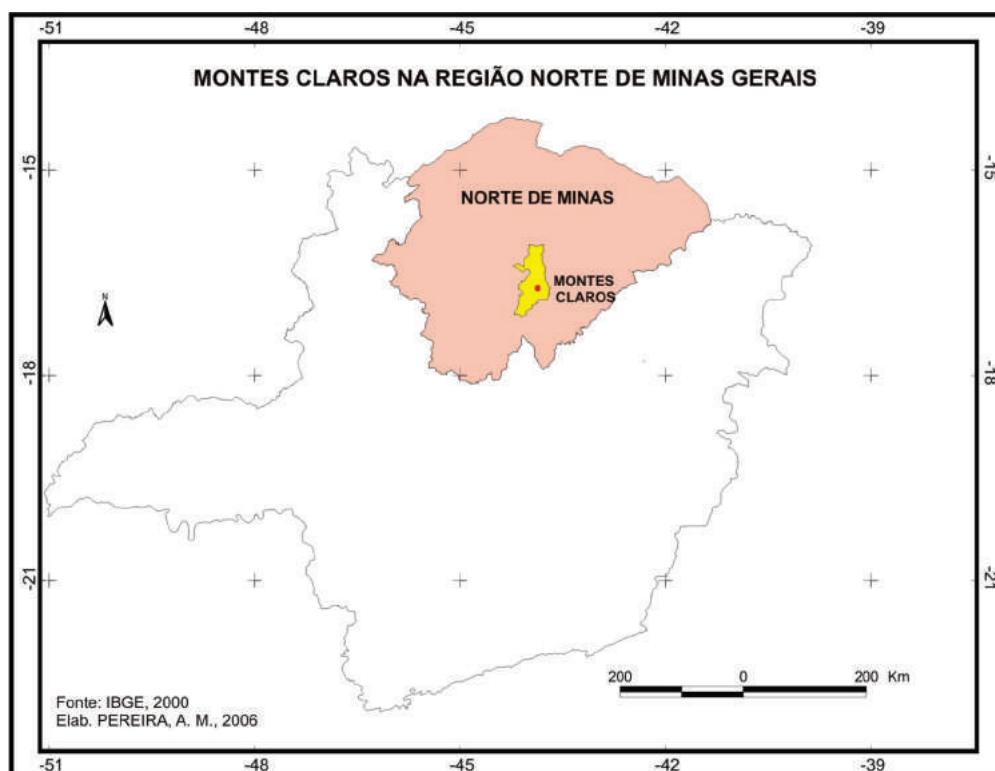 -51 -48 -45 -42 -39
MONTES CLAROS NA REGIÃO NORTE DE MINAS GERAIS
-15 -15
NORTE DE MINAS
MONTES
CLAROS
N
-18 -18
-21 -21
200 0 200 Km
Fonte: IBGE, 2000
Elab. PEREIRA, A. M., 2006
-51 -48 -45 -42 -39